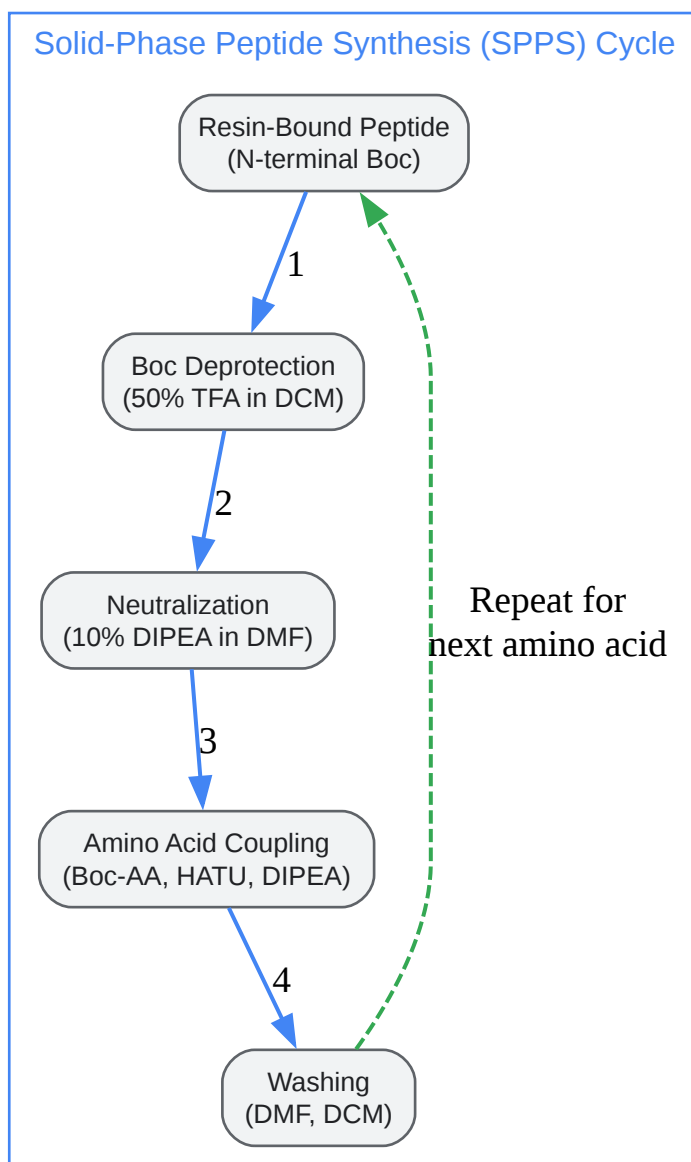 Solid-Phase Peptide Synthesis (SPPS) Cycle
Resin-Bound Peptide
(N-terminal Boc)
1
Boc Deprotection
(50% TFA in DCM)
2
Neutralization
(10% DIPEA in DMF)
Repeat for
next amino acid
3
Amino Acid Coupling
(Boc-AA, HATU, DIPEA)
4
Washing
(DMF, DCM)